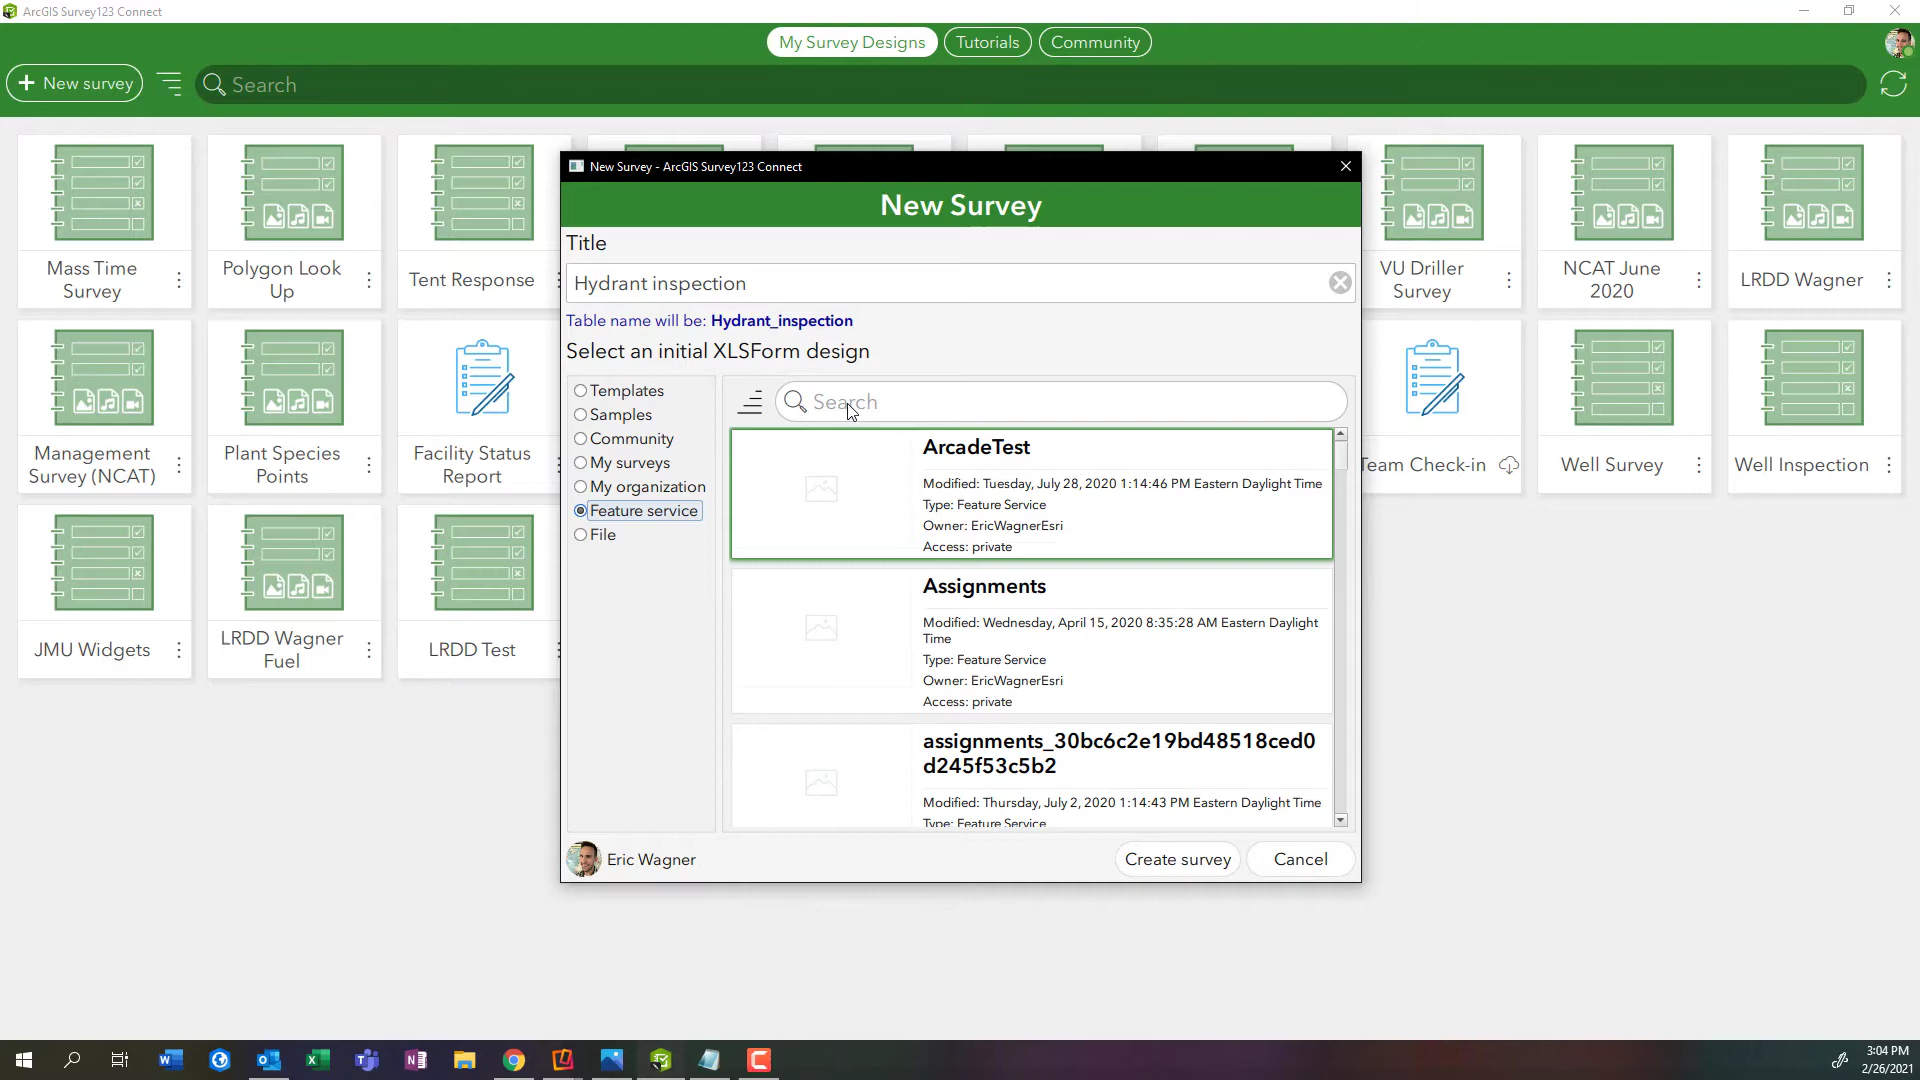 ArcGIS Survey123 Connect
My Survey Designs
Tutorials
Community
New survey
Search
Mass Time
Survey
Polygon Look
Up
Tent Response
VU Driller
Survey
NCAT June
2020
LRDD Wagner
Management
Survey (NCAT)
Plant Species
Points
Facility Status
Report
Team Check-in
Well Survey
Well Inspection
JMU Widgets
LRDD Wagner
Fuel
LRDD Test
New Survey - ArcGIS Survey123 Connect
New Survey
Title
Hydrant inspection
Table name will be: Hydrant_inspection
Select an initial XLSForm design
Templates
Samples
Community
My surveys
My organization
Feature service
File
Search
ArcadeTest
Modified: Tuesday, July 28, 2020 1:14:46 PM Eastern Daylight Time
Type: Feature Service
Owner: EricWagnerEsri
Access: private
Assignments
Modified: Wednesday, April 15, 2020 8:35:28 AM Eastern Daylight
Time
Type: Feature Service
Owner: EricWagnerEsri
Access: private
assignments_30bc6c2e19bd48518ced0
d245f53c5b2
Modified: Thursday, July 2, 2020 1:14:43 PM Eastern Daylight Time
Type: Feature Service
Eric Wagner
Create survey
Cancel
3:04 PM
2/26/2021